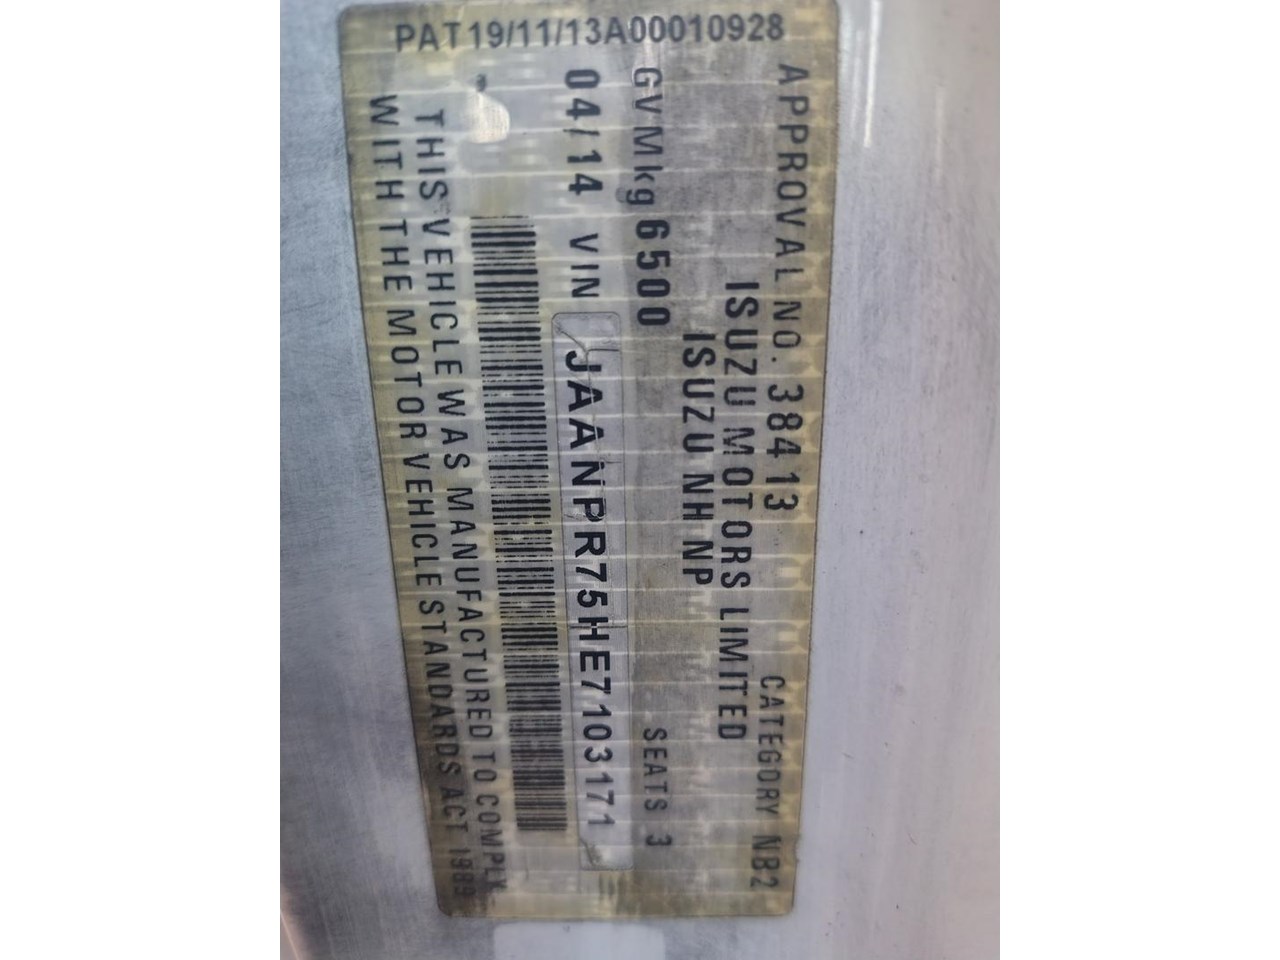 PAT19/11/13A00010928
APPROVAL NO. 38413 CATEGORY NB2
ISUZU MOTORS LIMITED
ISUZU NH NP
GVMkg 6500 SEATS 3
04/14 VIN JAANPR75HE7103171
THIS VEHICLE WAS MANUFACTURED TO COMPLY
WITH THE MOTOR VEHICLE STANDARDS ACT 1989